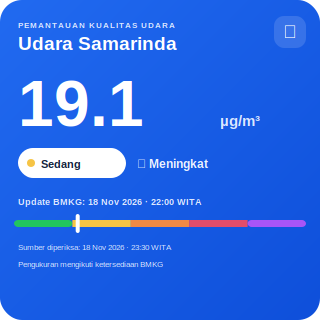 PEMANTAUAN KUALITAS UDARA
Udara Samarinda
19.1
µg/m³
Sedang
Meningkat
Update BMKG: 18 Nov 2026 · 22:00 WITA
Sumber diperiksa: 18 Nov 2026 · 23:30 WITA
Pengukuran mengikuti ketersediaan BMKG